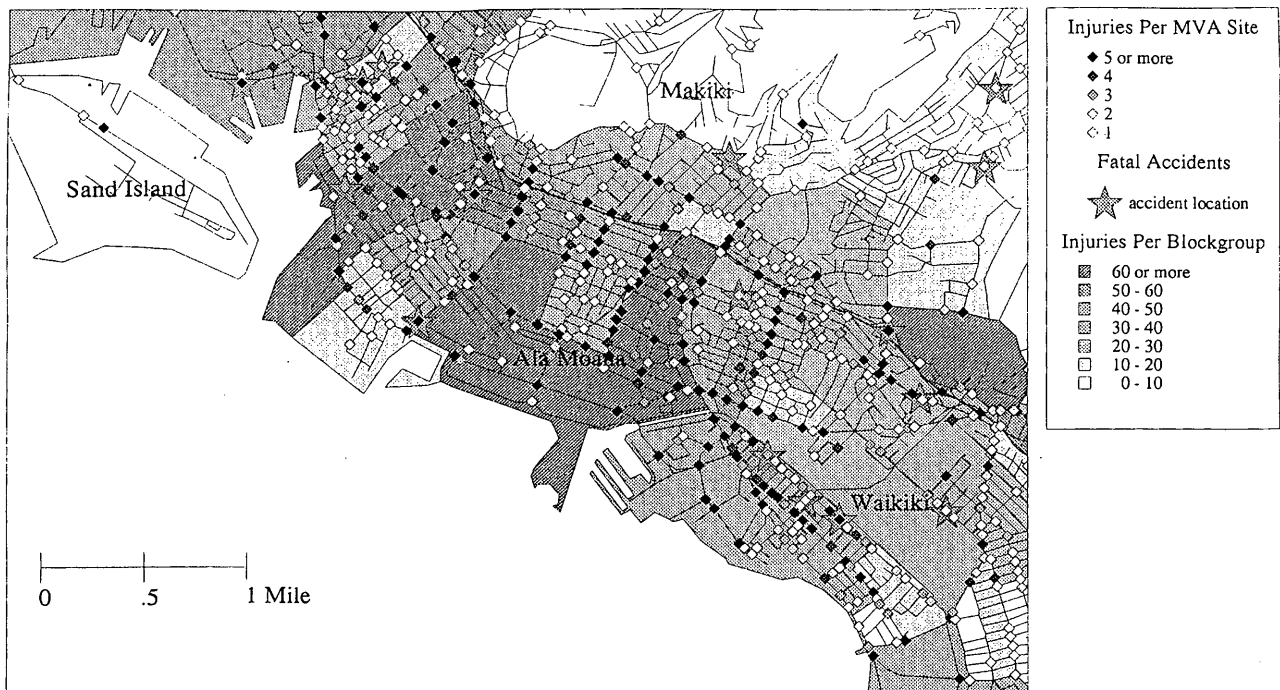 Makiki
Sand Island
Ala Moana
Waikiki
0 .5 1 Mile
Injuries Per MVA Site
5 or more
4
3
2
1
Fatal Accidents
accident location
Injuries Per Blockgroup
60 or more
50 - 60
40 - 50
30 - 40
20 - 30
10 - 20
0 - 10